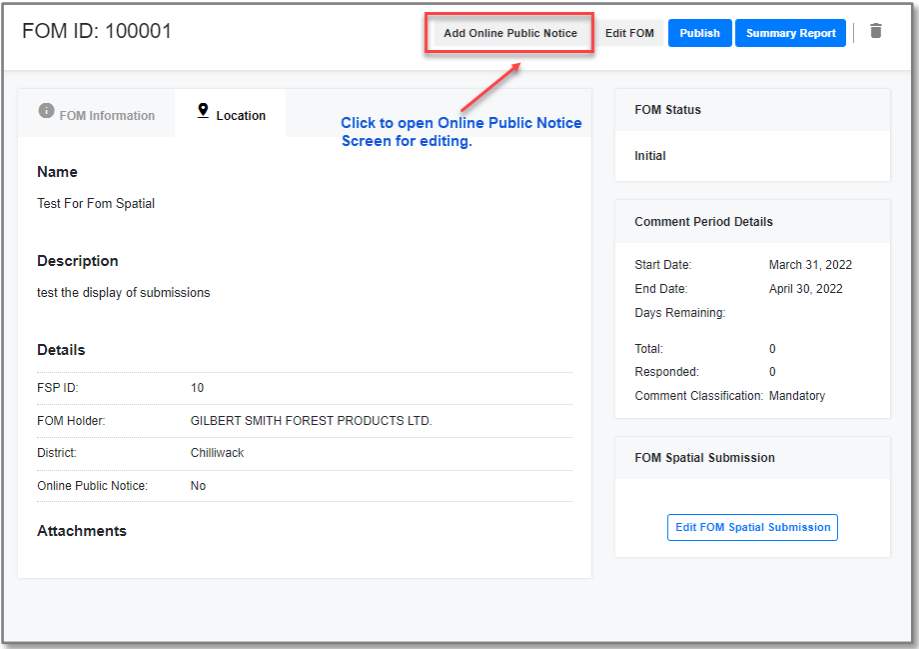 FOM ID: 100001
Add Online Public Notice
Edit FOM
Publish
Summary Report
FOM Information
Location
Click to open Online Public Notice
Screen for editing.
Name
Test For Fom Spatial
Description
test the display of submissions
Details
FSP ID: 10
FOM Holder: GILBERT SMITH FOREST PRODUCTS LTD.
District: Chilliwack
Online Public Notice: No
Attachments
FOM Status
Initial
Comment Period Details
Start Date: March 31, 2022
End Date: April 30, 2022
Days Remaining:
Total: 0
Responded: 0
Comment Classification: Mandatory
FOM Spatial Submission
Edit FOM Spatial Submission